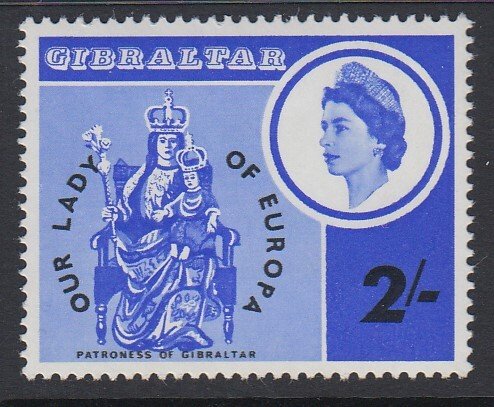 GIBRALTAR
OUR LADY
OF EUROPA
2/-
PATRONESS OF GIBRALTAR